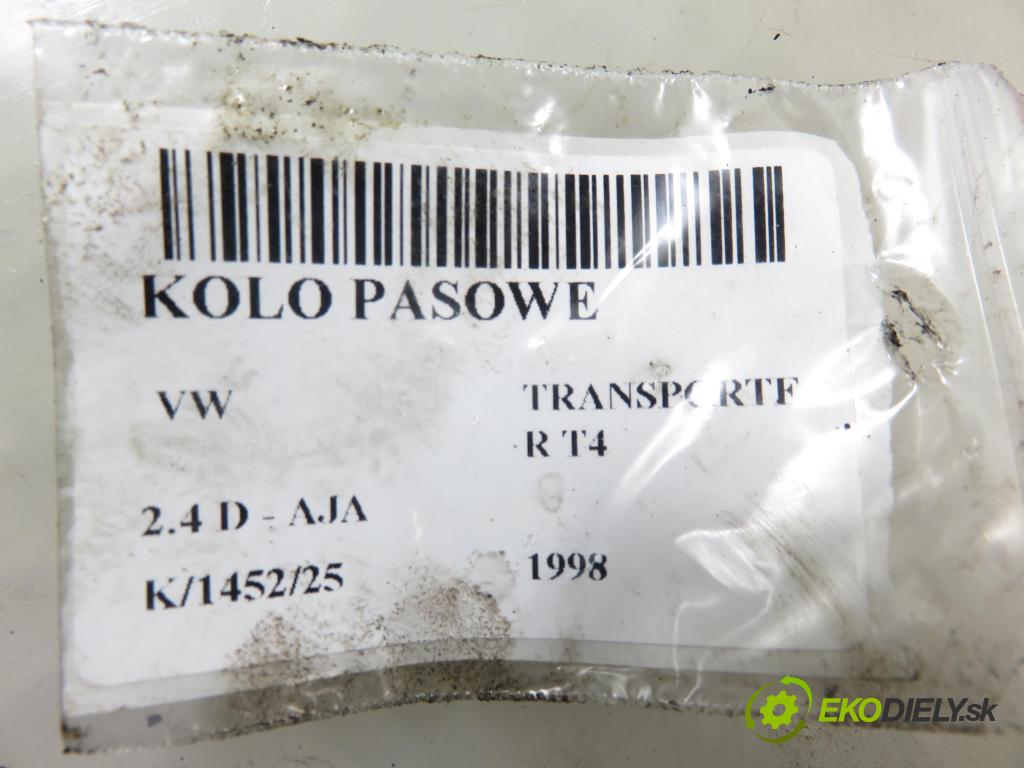 KOLO PASOWE
VW
TRANSPORTE
R T4
2.4 D - AJA
K/1452/25
1998
EKODIELY.sk